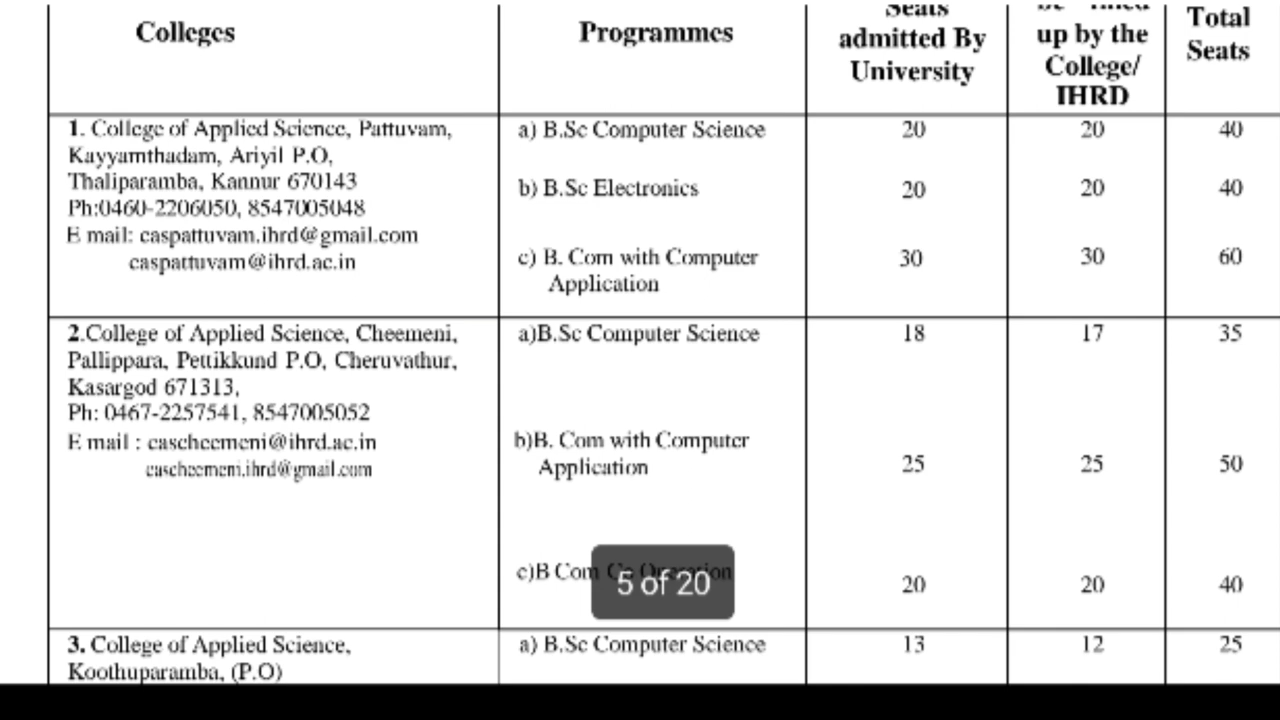 Colleges
Programmes
Seats
admitted By
University
up by the
College/
IHRD
Total
Seats
1. College of Applied Science, Pattuvam,
Kayyamthadam, Ariyil P.O,
Thaliparamba, Kannur 670143
Ph:0460-2206050, 8547005048
E mail: caspattuvam.ihrd@gmail.com
caspattuvam@ihrd.ac.in
a) B.Sc Computer Science 20 20 40
b) B.Sc Electronics 20 20 40
c) B. Com with Computer 30 30 60
Application
2.College of Applied Science, Cheemeni,
Pallippara, Pettikkund P.O, Cheruvathur,
Kasargod 671313,
Ph: 0467-2257541, 8547005052
E mail : cascheemeni@ihrd.ac.in
cascheemeni.ihrd@gmail.com
a)B.Sc Computer Science 18 17 35
b)B. Com with Computer
Application 25 25 50
c)B Com Co Operation 20 20 40
5 of 20
3. College of Applied Science,
Koothuparamba, (P.O)
a) B.Sc Computer Science 13 12 25